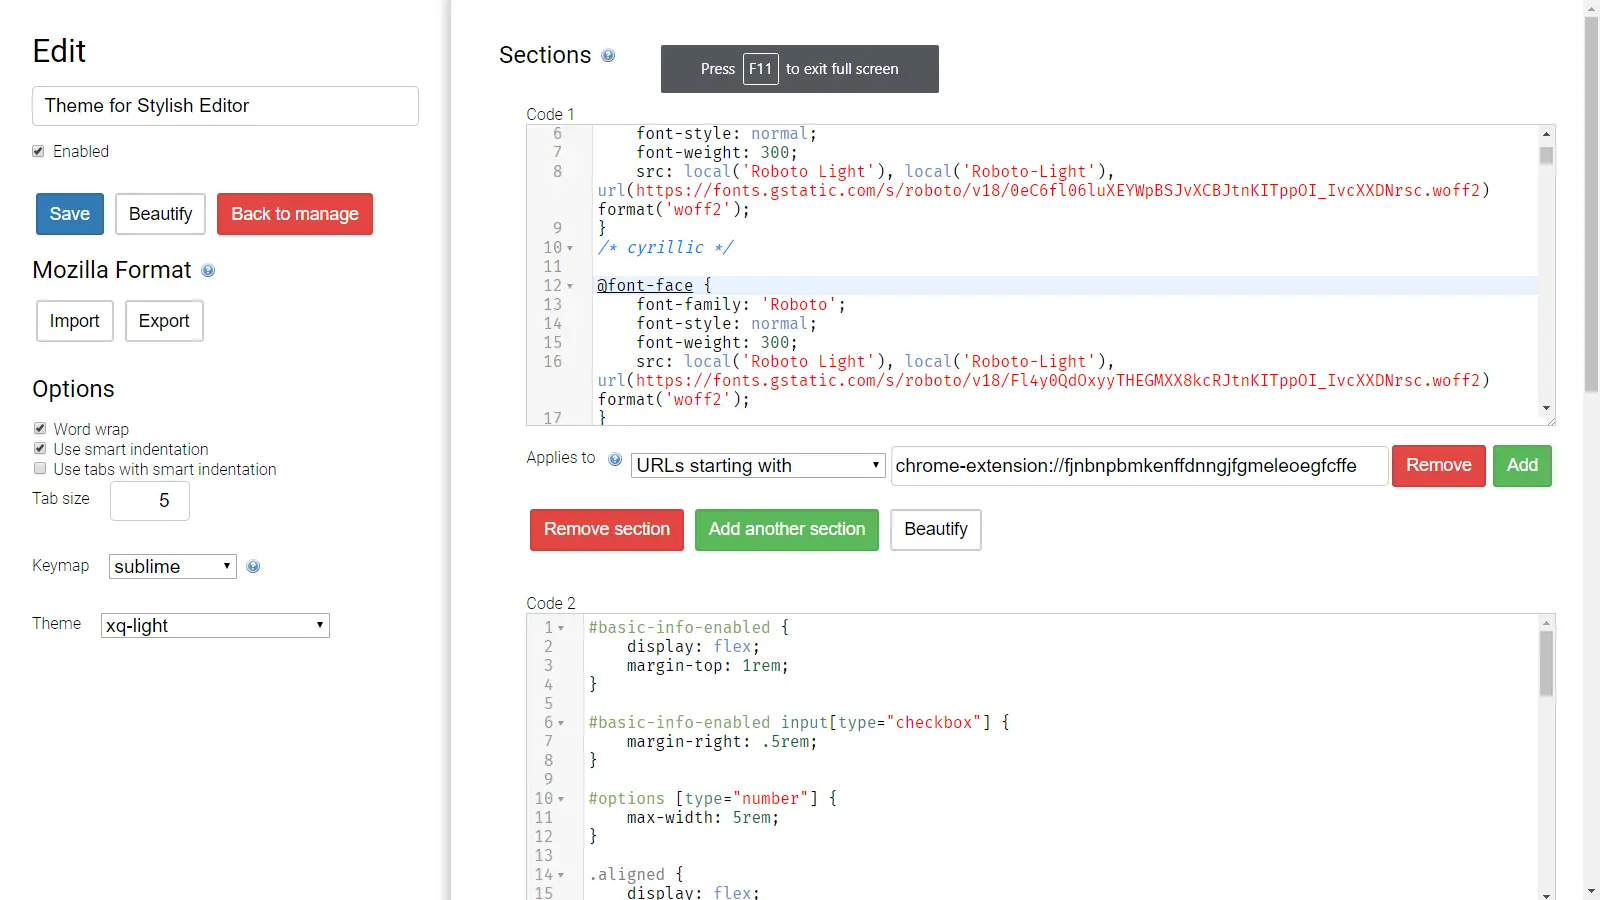 Edit
Theme for Stylish Editor
Enabled
Save
Beautify
Back to manage
Mozilla Format
Import
Export
Options
Word wrap
Use smart indentation
Use tabs with smart indentation
Tab size
5
Keymap
sublime
Theme
xq-light
Sections
Press F11 to exit full screen
Code 1
6 font-style: normal;
7 font-weight: 300;
8 src: local('Roboto Light'), local('Roboto-Light'),
url(https://fonts.gstatic.com/s/roboto/v18/0eC6fl06luXEYWpBSJvXCBJtnKITppOI_IvcXXDNrsc.woff2)
format('woff2');
9 }
10 /* cyrillic */
11
12 @font-face {
13 font-family: 'Roboto';
14 font-style: normal;
15 font-weight: 300;
16 src: local('Roboto Light'), local('Roboto-Light'),
url(https://fonts.gstatic.com/s/roboto/v18/Fl4y0QdOxyyTHEGMXX8kcRJtnKITppOI_IvcXXDNrsc.woff2)
format('woff2');
17 }
Applies to
URLs starting with
chrome-extension://fjnbnpbmkenffdnngjfgmeleoegfcffe
Remove
Add
Remove section
Add another section
Beautify
Code 2
1 #basic-info-enabled {
2 display: flex;
3 margin-top: 1rem;
4 }
5
6 #basic-info-enabled input[type="checkbox"] {
7 margin-right: .5rem;
8 }
9
10 #options [type="number"] {
11 max-width: 5rem;
12 }
13
14 .aligned {
15 display: flex;